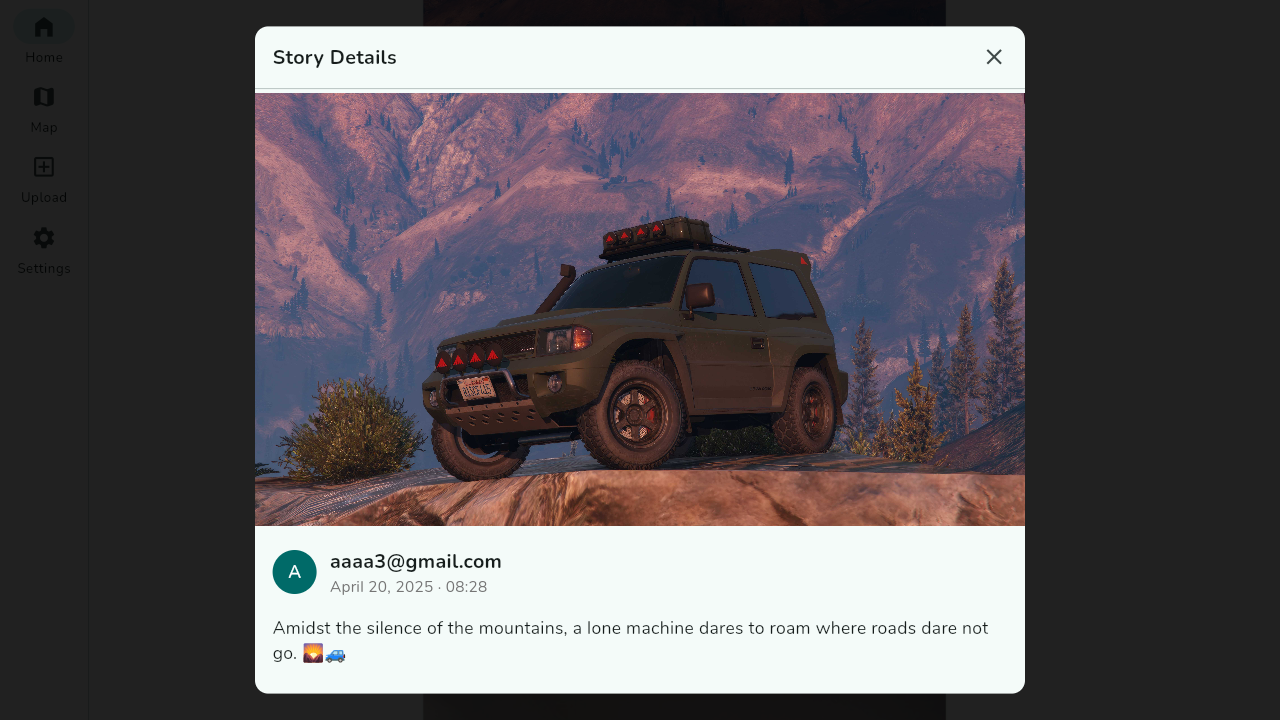 Home
Map
Upload
Settings
Story Details
A
aaaa3@gmail.com
April 20, 2025 · 08:28
Amidst the silence of the mountains, a lone machine dares to roam where roads dare not
go. 🌄🚙